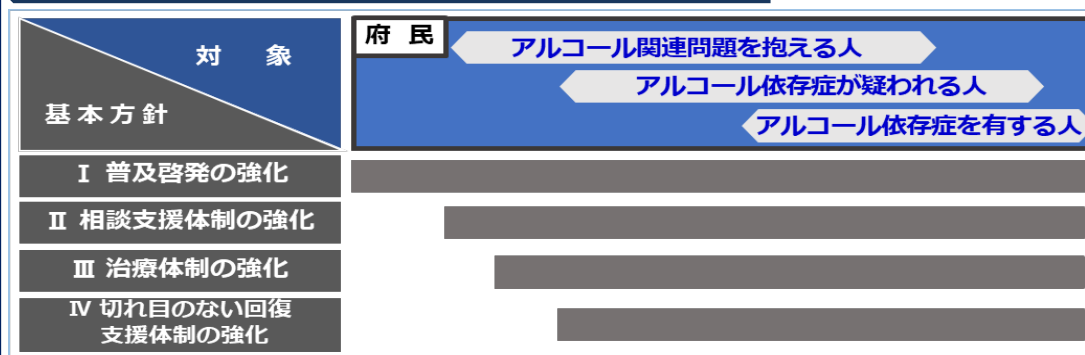 対　象
基本方針
府 民
アルコール関連問題を抱える人
アルコール依存症が疑われる人
アルコール依存症を有する人
Ⅰ 普及啓発の強化
Ⅱ 相談支援体制の強化
Ⅲ 治療体制の強化
Ⅳ 切れ目のない回復
支援体制の強化